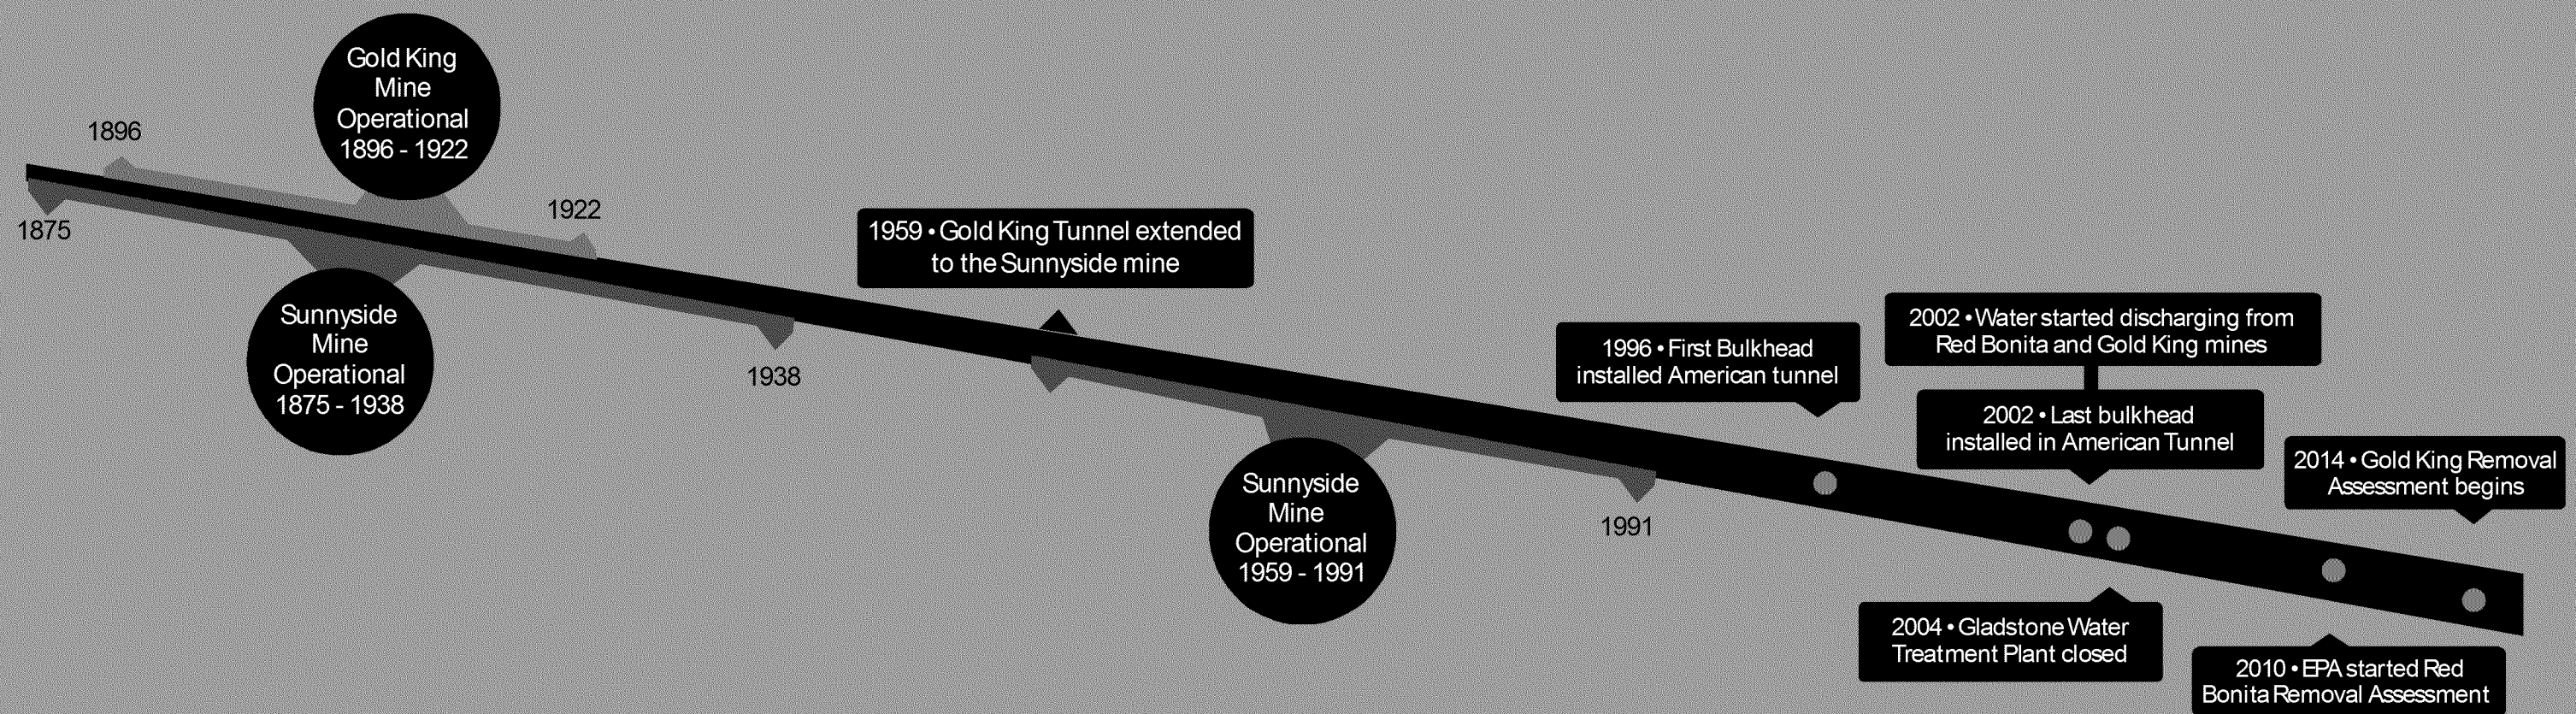 Gold King
Mine
Operational
1896 - 1922
1896
1875
1922
Sunnyside
Mine
Operational
1875 - 1938
1938
1959 • Gold King Tunnel extended
to the Sunnyside mine
Sunnyside
Mine
Operational
1959 - 1991
1991
1996 • First Bulkhead
installed American tunnel
2002 • Water started discharging from
Red Bonita and Gold King mines
2002 • Last bulkhead
installed in American Tunnel
2004 • Gladstone Water
Treatment Plant closed
2010 • EPA started Red
Bonita Removal Assessment
2014 • Gold King Removal
Assessment begins